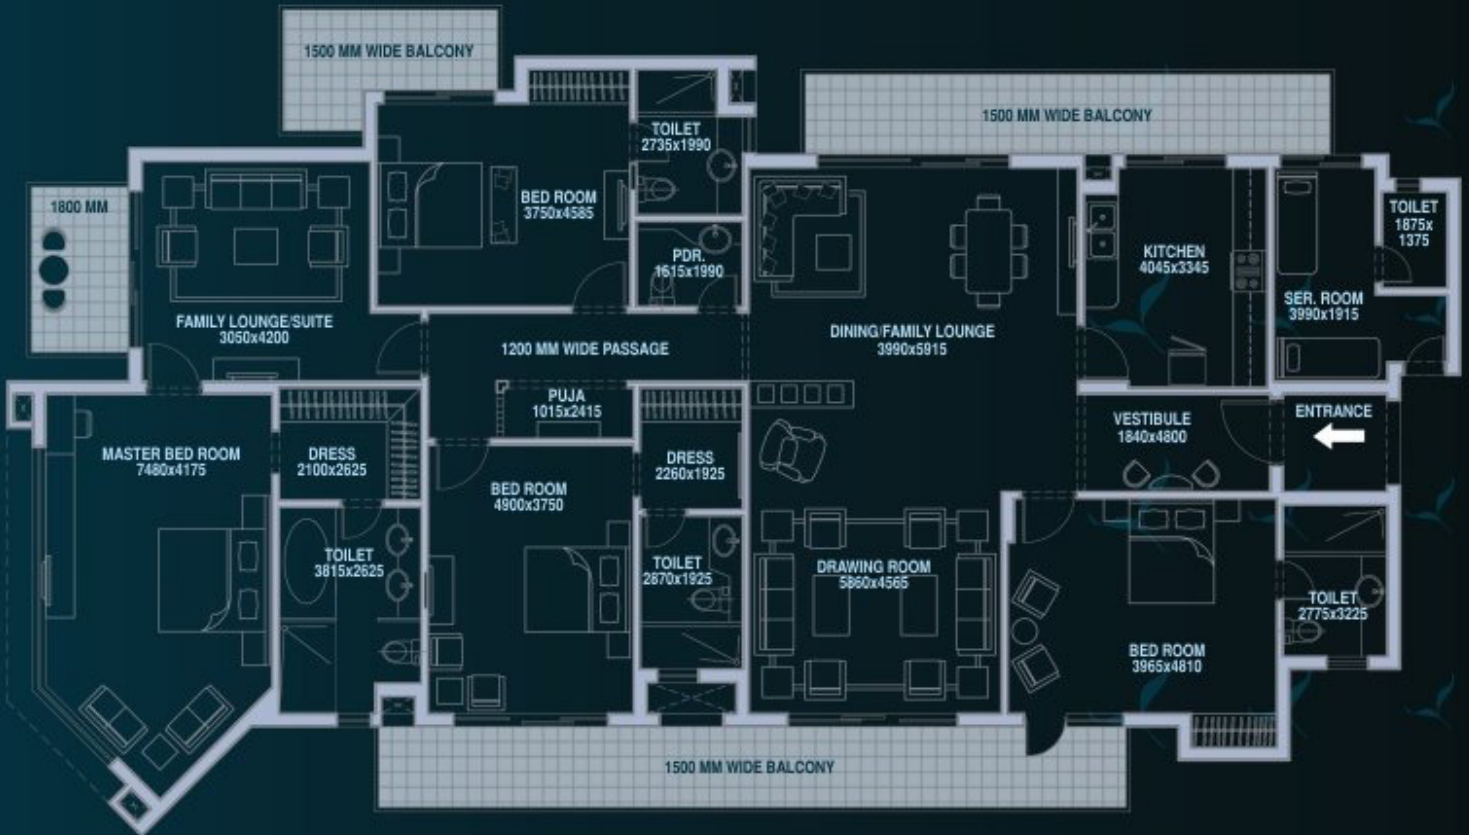 1500 MM WIDE BALCONY
1500 MM WIDE BALCONY
TOILET
2735x1990
BED ROOM
3750x4585
1800 MM
TOILET
1875x
1375
PDR.
1615x1990
KITCHEN
4045x3345
SER. ROOM
3990x1915
FAMILY LOUNGE/SUITE
3050x4200
DINING/FAMILY LOUNGE
3990x5915
1200 MM WIDE PASSAGE
PUJA
1015x2415
VESTIBULE
1840x4800
ENTRANCE
MASTER BED ROOM
7480x4175
DRESS
2100x2625
DRESS
2260x1925
BED ROOM
4900x3750
TOILET
3815x2625
TOILET
2870x1925
DRAWING ROOM
5860x4565
TOILET
2775x3225
BED ROOM
3965x4810
1500 MM WIDE BALCONY